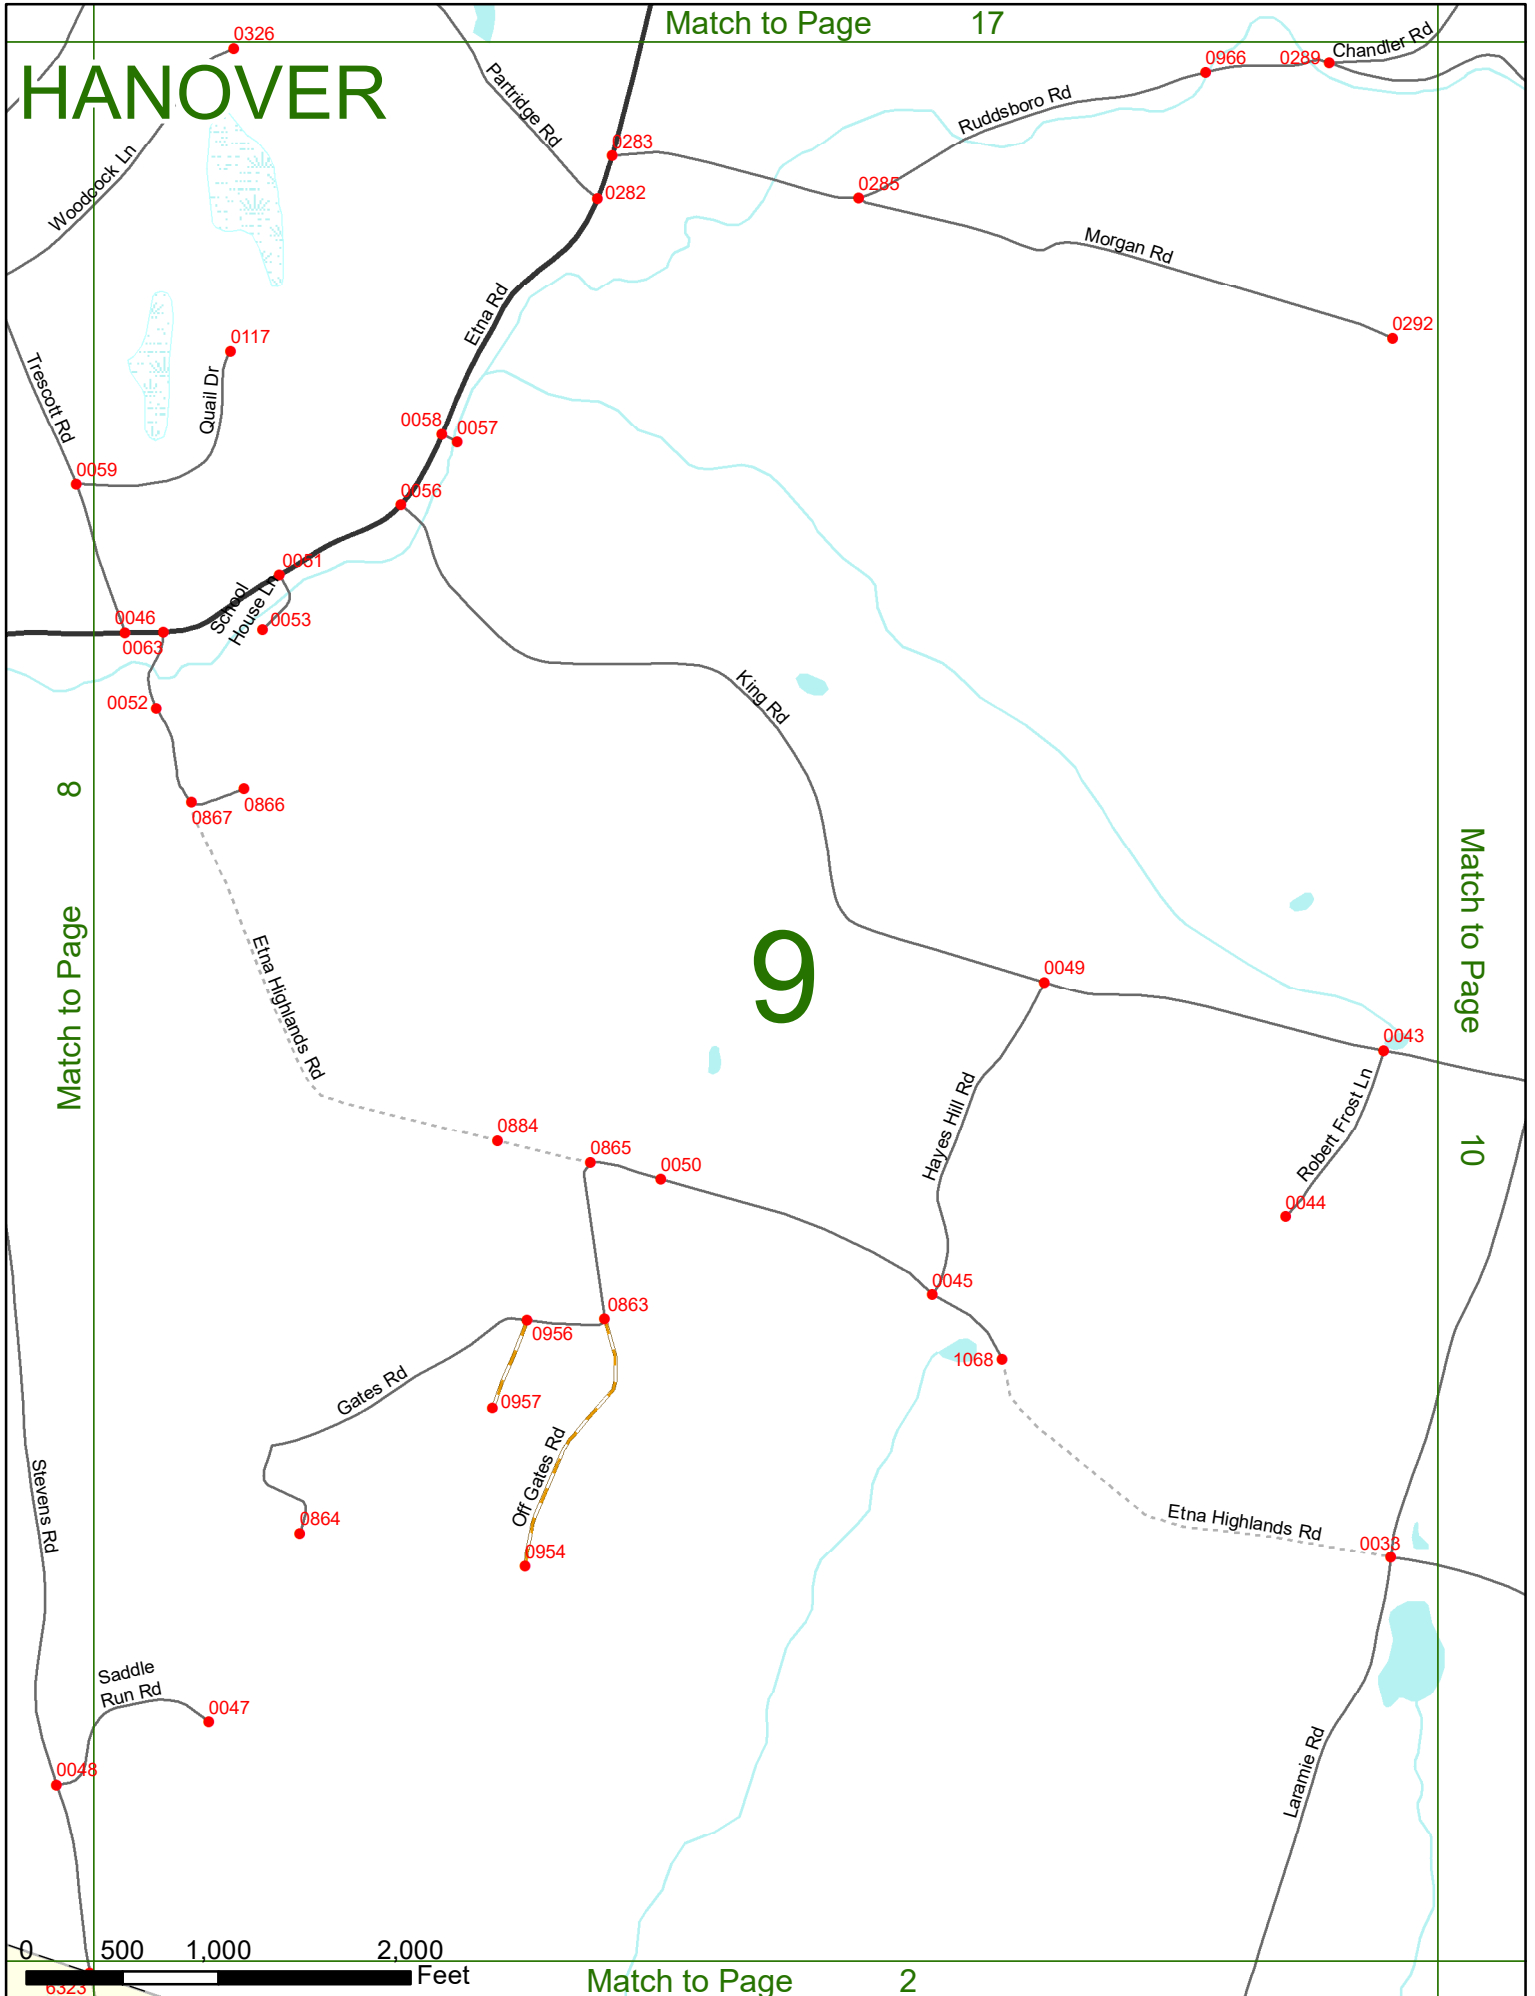 Match to Page 17
HANOVER
0326
Partridge Rd
0966
0289
Chandler Rd
Ruddsboro Rd
0283
Woodcock Ln
0282
0285
Morgan Rd
Etna Rd
0292
0117
Trescott Rd
Quail Dr
0058
0057
0059
0056
0051
School
House Ln
0046
0063
0053
King Rd
0052
8
0866
0867
Match to Page
Match to Page
Etna Highlands Rd
9
0049
0043
Hayes Hill Rd
Robert Frost Ln
0884
0865
0050
10
0044
0045
0863
0956
1068
Gates Rd
0957
Off Gates Rd
Stevens Rd
0864
Etna Highlands Rd
0954
0033
Saddle
Run Rd
0047
Laramie Rd
0048
0 500 1,000 2,000
Feet
6323
Match to Page 2